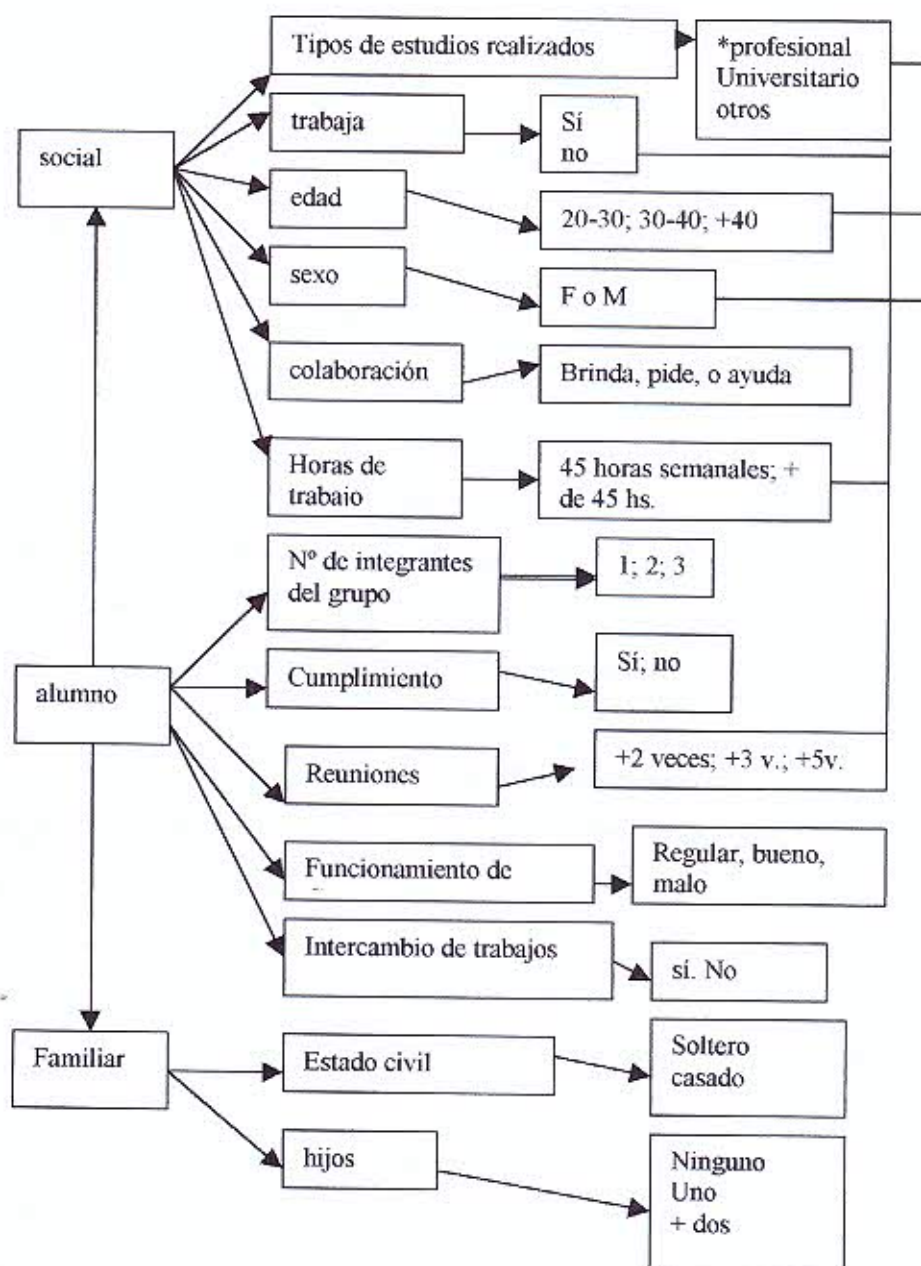 Tipos de estudios realizados
*profesional
Universitario
otros
trabaja
Sí
no
social
edad
20-30; 30-40; +40
sexo
F o M
colaboración
Brinda, pide, o ayuda
Horas de
trabajo
45 horas semanales; +
de 45 hs.
Nº de integrantes
del grupo
1; 2; 3
alumno
Cumplimiento
Sí; no
Reuniones
+2 veces; +3 v.; +5v.
Funcionamiento de
Regular, bueno,
malo
Intercambio de trabajos
sí. No
Familiar
Estado civil
Soltero
casado
hijos
Ninguno
Uno
+ dos